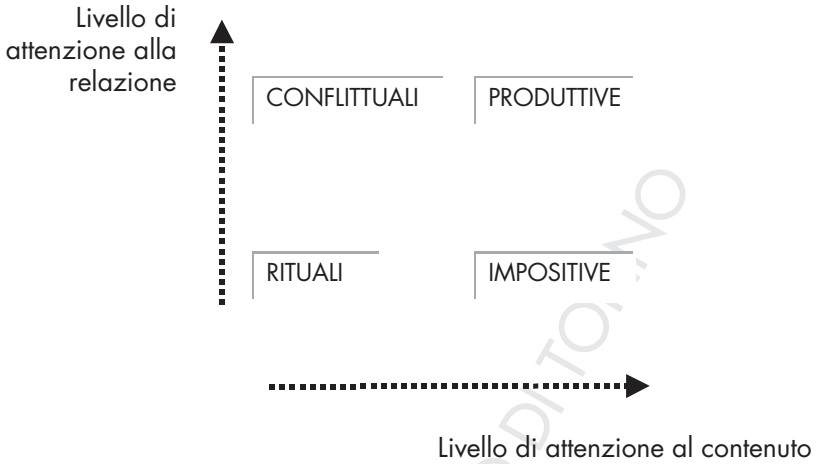 Livello di
attenzione alla
relazione
CONFLITTUALI
PRODUTTIVE
RITUALI
IMPOSITIVE
Livello di attenzione al contenuto